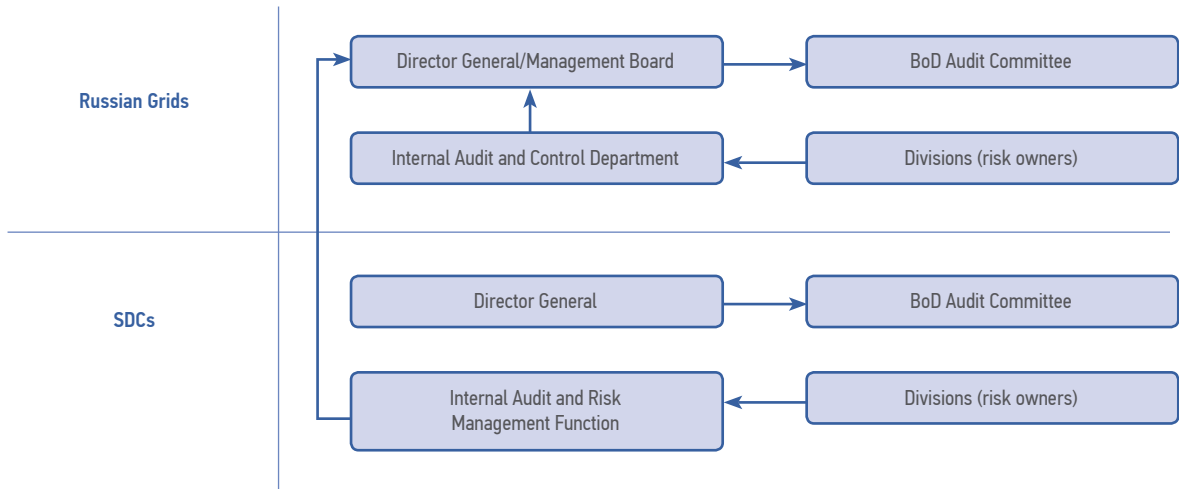 Russian Grids
Director General/Management Board
BoD Audit Committee
Internal Audit and Control Department
Divisions (risk owners)
SDCs
Director General
BoD Audit Committee
Internal Audit and Risk
Management Function
Divisions (risk owners)